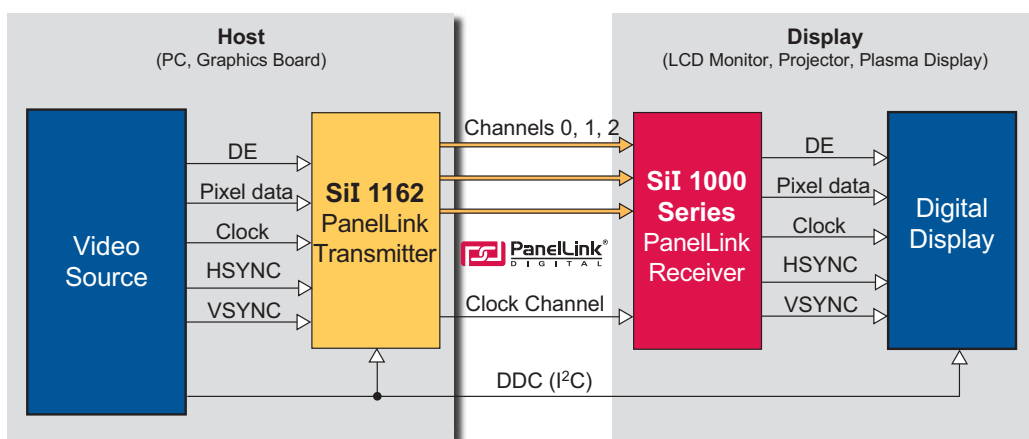 Host
(PC, Graphics Board)
Display
(LCD Monitor, Projector, Plasma Display)
Video
Source
DE
Pixel data
Clock
HSYNC
VSYNC
SiI 1162
PanelLink
Transmitter
Channels 0, 1, 2
PanelLink®
DIGITAL
Clock Channel
SiI 1000
Series
PanelLink
Receiver
DE
Pixel data
Clock
HSYNC
VSYNC
Digital
Display
DDC (I²C)